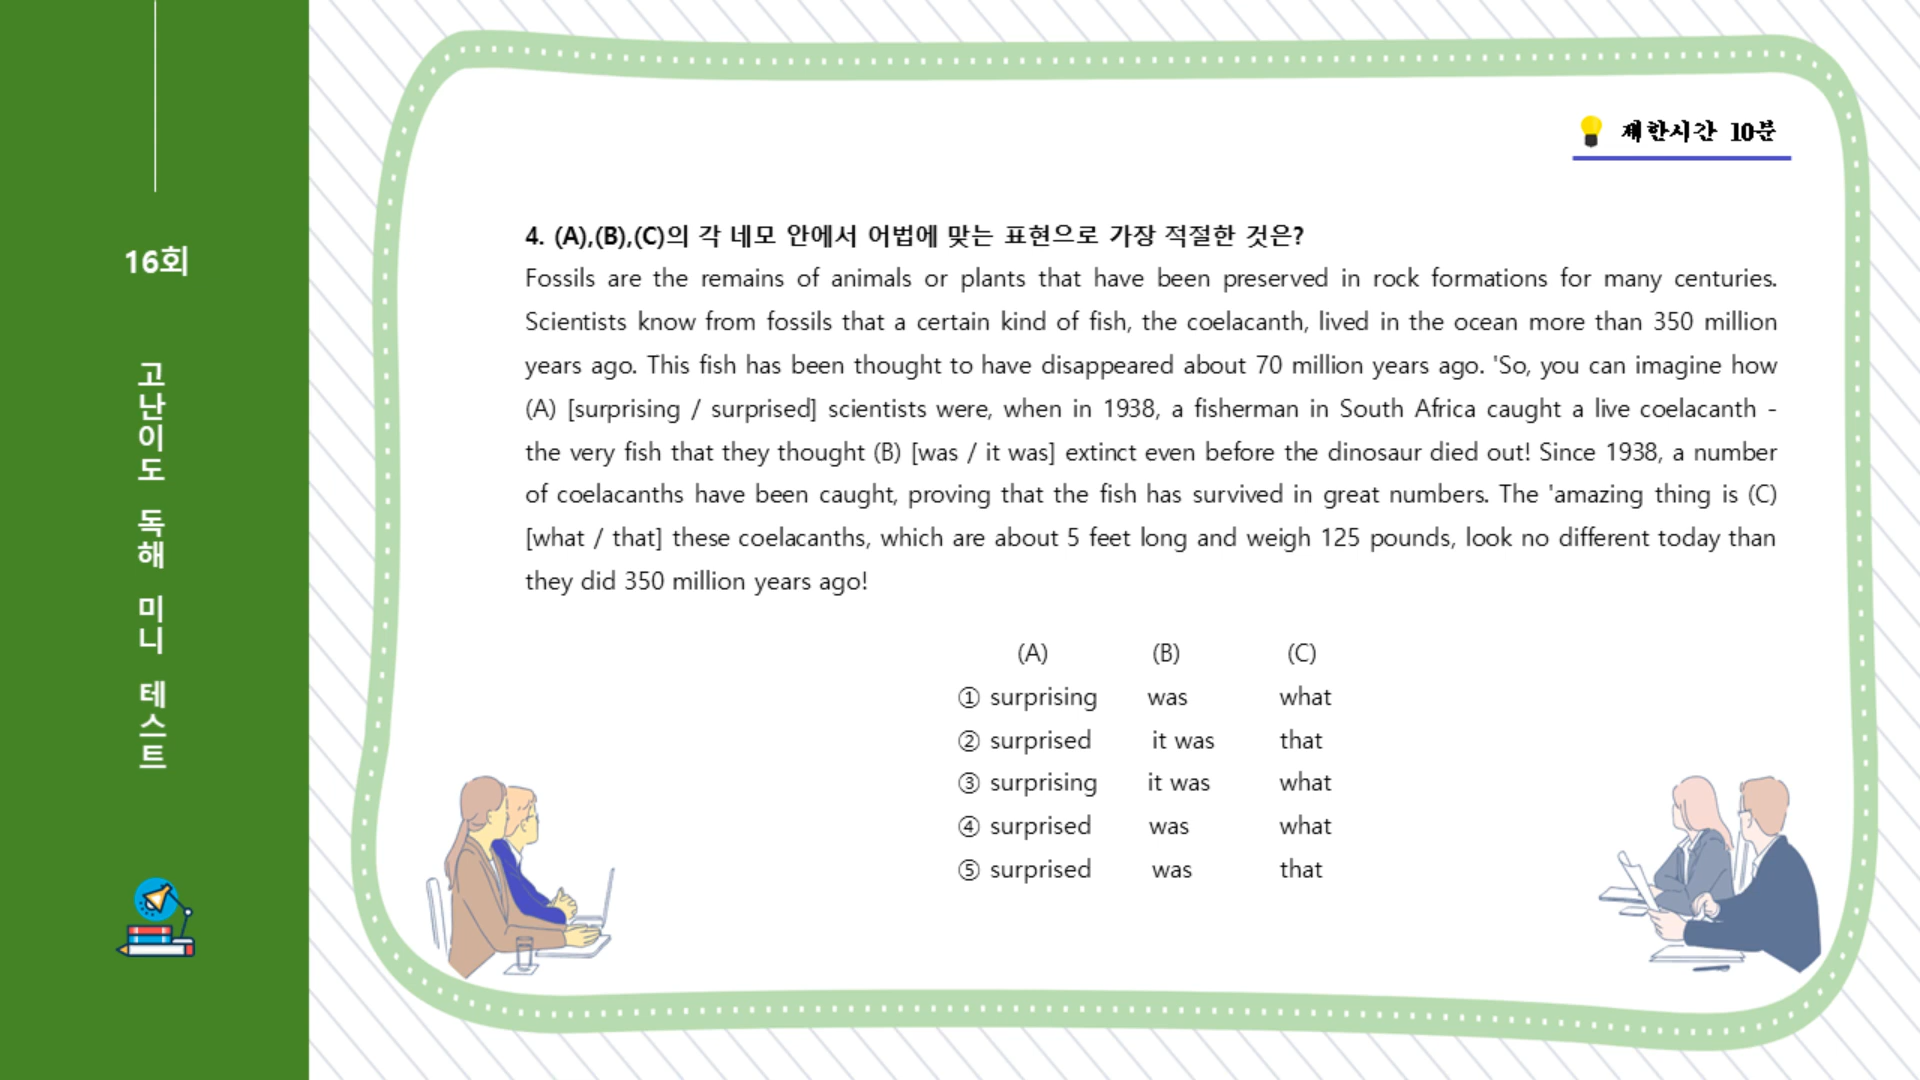 16회
고난이도 독해 미니 테스트
제한시간 10분
4. (A),(B),(C)의 각 네모 안에서 어법에 맞는 표현으로 가장 적절한 것은?
Fossils are the remains of animals or plants that have been preserved in rock formations for many centuries.
Scientists know from fossils that a certain kind of fish, the coelacanth, lived in the ocean more than 350 million
years ago. This fish has been thought to have disappeared about 70 million years ago. 'So, you can imagine how
(A) [surprising / surprised] scientists were, when in 1938, a fisherman in South Africa caught a live coelacanth -
the very fish that they thought (B) [was / it was] extinct even before the dinosaur died out! Since 1938, a number
of coelacanths have been caught, proving that the fish has survived in great numbers. The 'amazing thing is (C)
[what / that] these coelacanths, which are about 5 feet long and weigh 125 pounds, look no different today than
they did 350 million years ago!
(A) (B) (C)
① surprising was what
② surprised it was that
③ surprising it was what
④ surprised was what
⑤ surprised was that